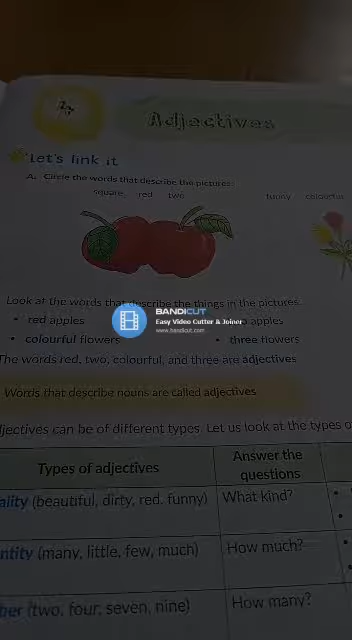 Adjectives
Let's link it
A. Circle the words that describe the pictures:
square red two funny colourful
Look at the words that describe the things in the pictures.
• red apples apples
• colourful flowers • three flowers
The words red, two, colourful, and three are adjectives
Words that describe nouns are called adjectives
BANDICUT
Easy Video Cutter & Joiner
www.bandicut.com
adjectives can be of different types. Let us look at the types
Types of adjectives Answer the questions
(beautiful, dirty, red, funny) What kind?
(many, little, few, much) How much?
(two, four, seven, nine) How many?